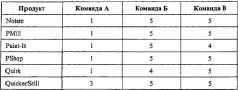 Продукт Команда А Команда Б Команда В
Notate 1 5 5
PMill 1 5 5
Paint-It 1 5 4
PShop 1 5 5
Quirk 1 4 5
QuirkerStill 3 5 5